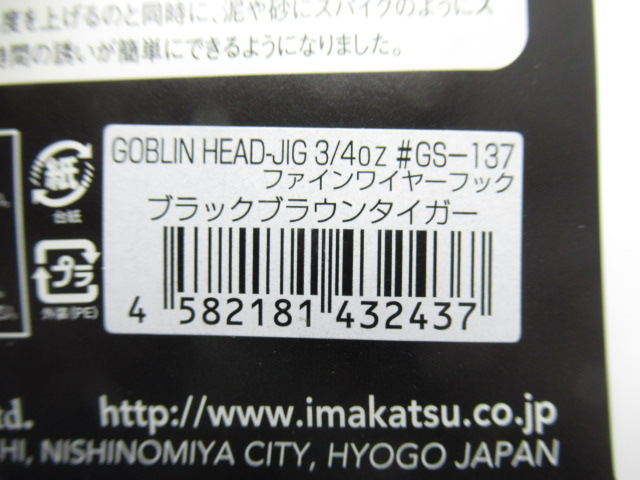 度を上げるのと同時に、泥や砂にスパイクのようにス
時間の誘いが簡単にできるようになりました。
GOBLIN HEAD-JIG 3/4oz #GS-137
ファインワイヤーフック
ブラックブラウンタイガー
紙
台紙
プラ
外装(PE)
4 582181 432437
td.
http://www.imakatsu.co.jp
HI, NISHINOMIYA CITY, HYOGO JAPAN